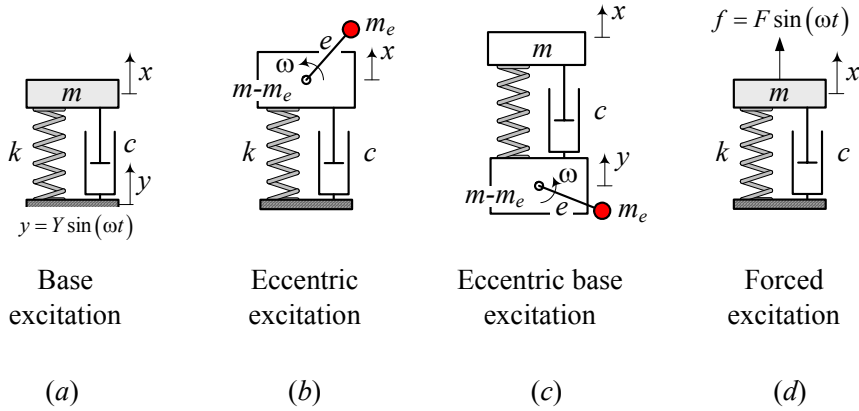 x
m
k
c
y
y = Y sin(ωt)
Base
excitation
(a)
m_e
e
x
ω
m-m_e
k
c
Eccentric
excitation
(b)
x
m
c
k
y
ω
m-m_e
e
m_e
Eccentric base
excitation
(c)
f = F sin(ωt)
x
m
k
c
Forced
excitation
(d)